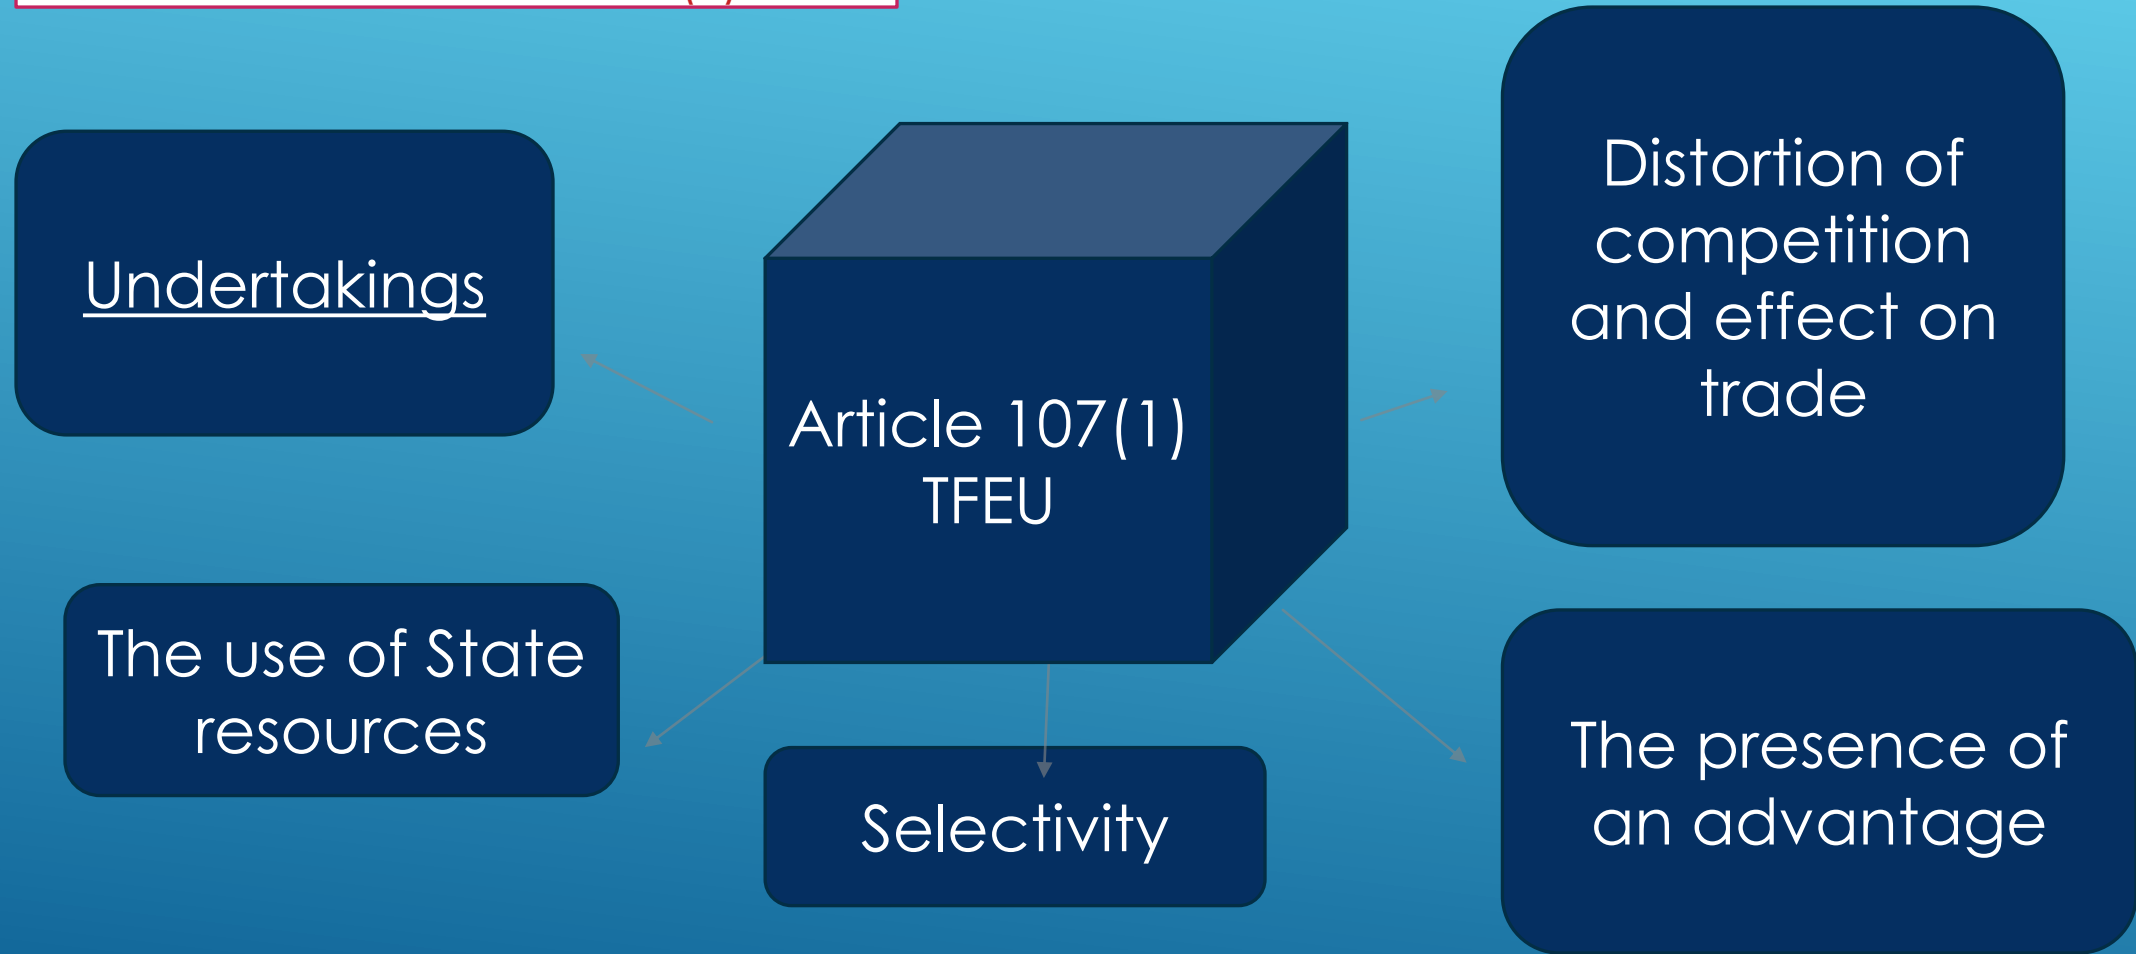 Undertakings
Article 107(1)
TFEU
Distortion of
competition
and effect on
trade
The use of State
resources
Selectivity
The presence of
an advantage